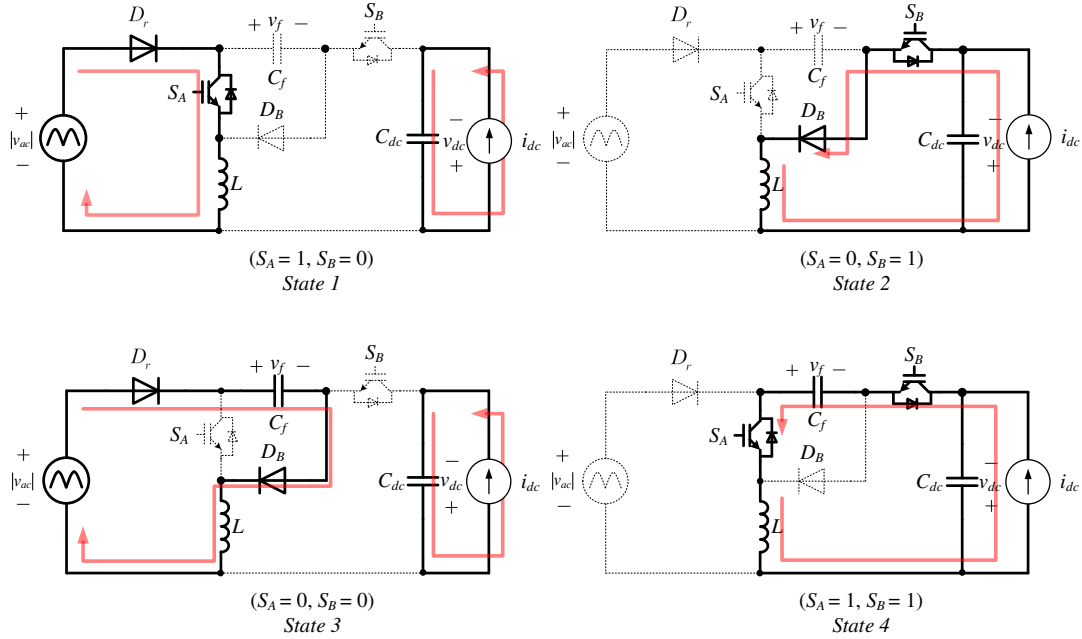 D_r + v_f − S_B
C_f
S_A
D_B
+ |v_ac| −
L
C_dc − v_dc + i_dc
(S_A = 1, S_B = 0)
State 1
D_r + v_f − S_B
C_f
S_A
D_B
+ |v_ac| −
L
C_dc − v_dc + i_dc
(S_A = 0, S_B = 1)
State 2
D_r + v_f − S_B
C_f
S_A
D_B
+ |v_ac| −
L
C_dc − v_dc + i_dc
(S_A = 0, S_B = 0)
State 3
D_r + v_f − S_B
C_f
S_A
D_B
+ |v_ac| −
L
C_dc − v_dc + i_dc
(S_A = 1, S_B = 1)
State 4